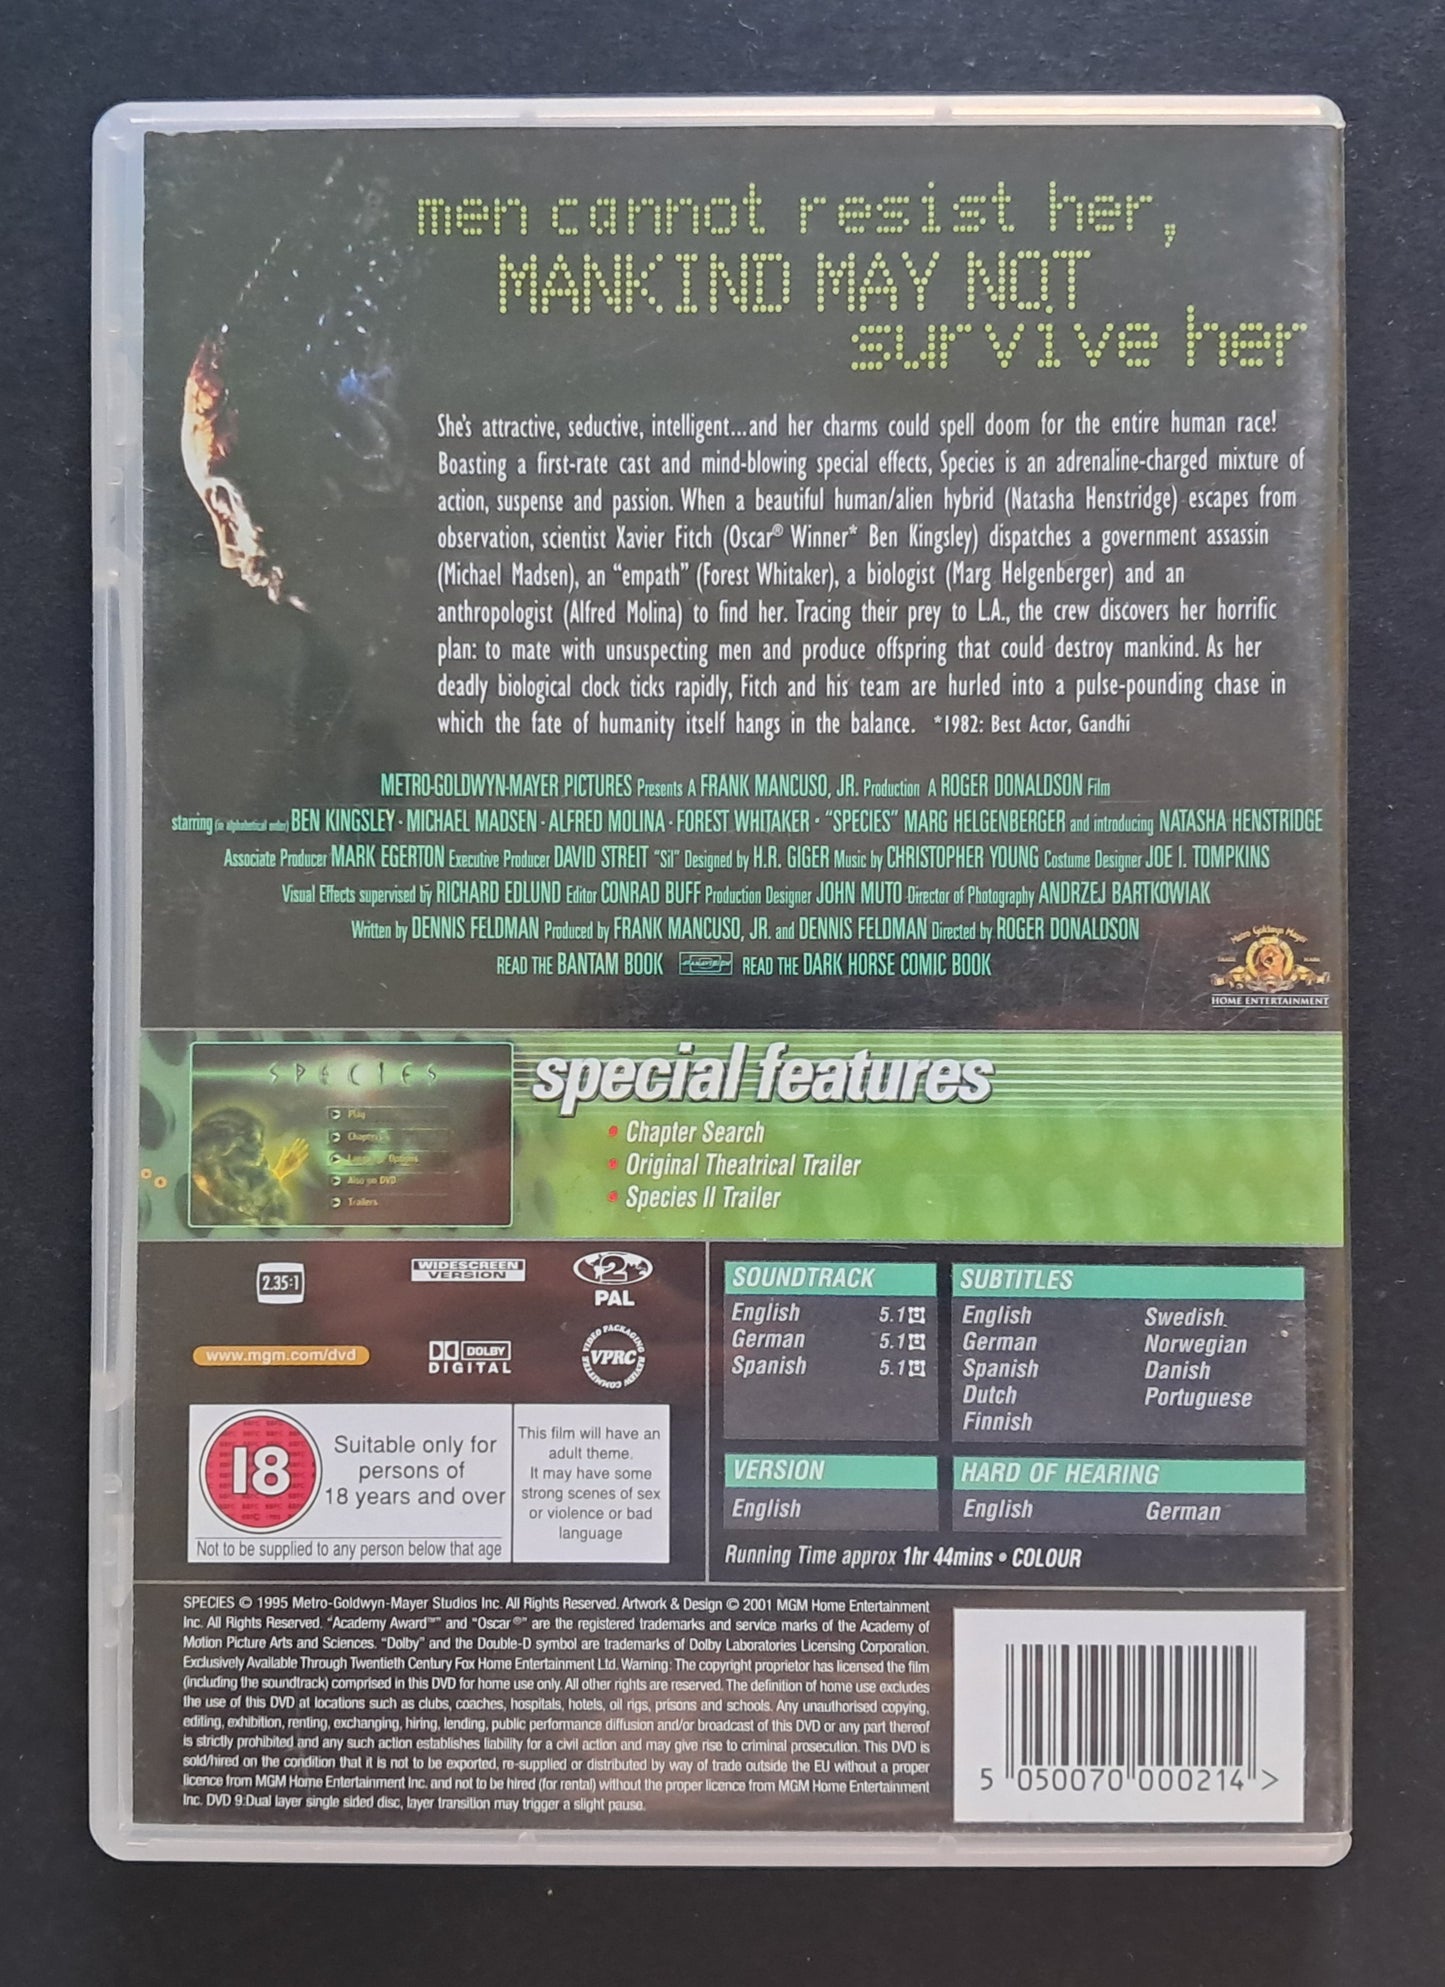 men cannot resist her,
MANKIND MAY NOT
survive her
She's attractive, seductive, intelligent...and her charms could spell doom for the entire human race!
Boasting a first-rate cast and mind-blowing special effects, Species is an adrenaline-charged mixture of
action, suspense and passion. When a beautiful human/alien hybrid (Natasha Henstridge) escapes from
observation, scientist Xavier Fitch (Oscar® Winner* Ben Kingsley) dispatches a government assassin
(Michael Madsen), an “empath” (Forest Whitaker), a biologist (Marg Helgenberger) and an
anthropologist (Alfred Molina) to find her. Tracing their prey to L.A., the crew discovers her horrific
plan: to mate with unsuspecting men and produce offspring that could destroy mankind. As her
deadly biological clock ticks rapidly, Fitch and his team are hurled into a pulse-pounding chase in
which the fate of humanity itself hangs in the balance. *1982: Best Actor, Gandhi
METRO-GOLDWYN-MAYER PICTURES Presents A FRANK MANCUSO, JR. Production A ROGER DONALDSON Film
starring (in alphabetical order) BEN KINGSLEY · MICHAEL MADSEN · ALFRED MOLINA · FOREST WHITAKER · “SPECIES” MARG HELGENBERGER and introducing NATASHA HENSTRIDGE
Associate Producer MARK EGERTON Executive Producer DAVID STREIT “Sil” Designed by H.R. GIGER Music by CHRISTOPHER YOUNG Costume Designer JOE I. TOMPKINS
Visual Effects supervised by RICHARD EDLUND Editor CONRAD BUFF Production Designer JOHN MUTO Director of Photography ANDRZEJ BARTKOWIAK
Written by DENNIS FELDMAN Produced by FRANK MANCUSO, JR. and DENNIS FELDMAN Directed by ROGER DONALDSON
READ THE BANTAM BOOK PANAVISION READ THE DARK HORSE COMIC BOOK
Metro Goldwyn Mayer
TRADE MARK
HOME ENTERTAINMENT
SPECIES
Play
Chapters
Options
Also on DVD
Trailers
special features
• Chapter Search
• Original Theatrical Trailer
• Species II Trailer
2.35:1
WIDESCREEN
VERSION
2
PAL
www.mgm.com/dvd
DOLBY
DIGITAL
VIDEO PACKAGING REVIEW COMMITTEE
VPRC
SOUNDTRACK
English 5.1
German 5.1
Spanish 5.1
SUBTITLES
English Swedish
German Norwegian
Spanish Danish
Dutch Portuguese
Finnish
VERSION
English
HARD OF HEARING
English German
Running Time approx 1hr 44mins • COLOUR
18
Suitable only for
persons of
18 years and over
Not to be supplied to any person below that age
This film will have an
adult theme.
It may have some
strong scenes of sex
or violence or bad
language
SPECIES © 1995 Metro-Goldwyn-Mayer Studios Inc. All Rights Reserved. Artwork & Design © 2001 MGM Home Entertainment
Inc. All Rights Reserved. “Academy Award™” and “Oscar®” are the registered trademarks and service marks of the Academy of
Motion Picture Arts and Sciences. “Dolby” and the Double-D symbol are trademarks of Dolby Laboratories Licensing Corporation.
Exclusively Available Through Twentieth Century Fox Home Entertainment Ltd. Warning: The copyright proprietor has licensed the film
(including the soundtrack) comprised in this DVD for home use only. All other rights are reserved. The definition of home use excludes
the use of this DVD at locations such as clubs, coaches, hospitals, hotels, oil rigs, prisons and schools. Any unauthorised copying,
editing, exhibition, renting, exchanging, hiring, lending, public performance diffusion and/or broadcast of this DVD or any part thereof
is strictly prohibited and any such action establishes liability for a civil action and may give rise to criminal prosecution. This DVD is
sold/hired on the condition that it is not to be exported, re-supplied or distributed by way of trade outside the EU without a proper
licence from MGM Home Entertainment Inc. and not to be hired (for rental) without the proper licence from MGM Home Entertainment
Inc. DVD 9:Dual layer single sided disc, layer transition may trigger a slight pause.
5 050070 000214 >